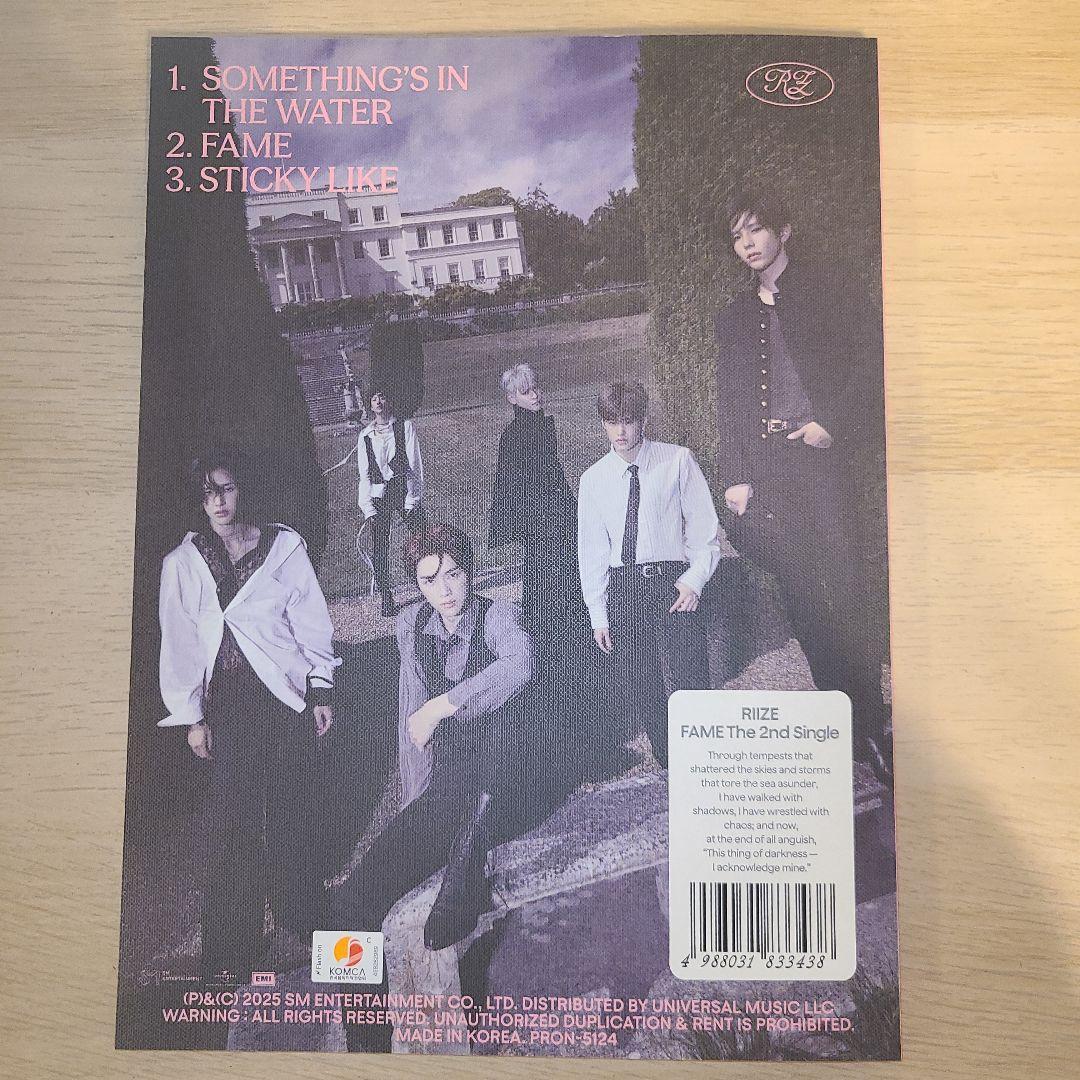 1. SOMETHING'S IN
THE WATER
2. FAME
3. STICKY LIKE
RZ
RIIZE
FAME The 2nd Single
Through tempests that
shattered the skies and storms
that tore the sea asunder,
I have walked with
shadows, I have wrestled with
chaos; and now,
at the end of all anguish,
“This thing of darkness—
I acknowledge mine.”
4 988031 833438
Flash on
C
KOMCA
SM
ENTERTAINMENT
EMI
(P)&(C) 2025 SM ENTERTAINMENT CO., LTD. DISTRIBUTED BY UNIVERSAL MUSIC LLC
WARNING : ALL RIGHTS RESERVED. UNAUTHORIZED DUPLICATION & RENT IS PROHIBITED.
MADE IN KOREA. PRON-5124